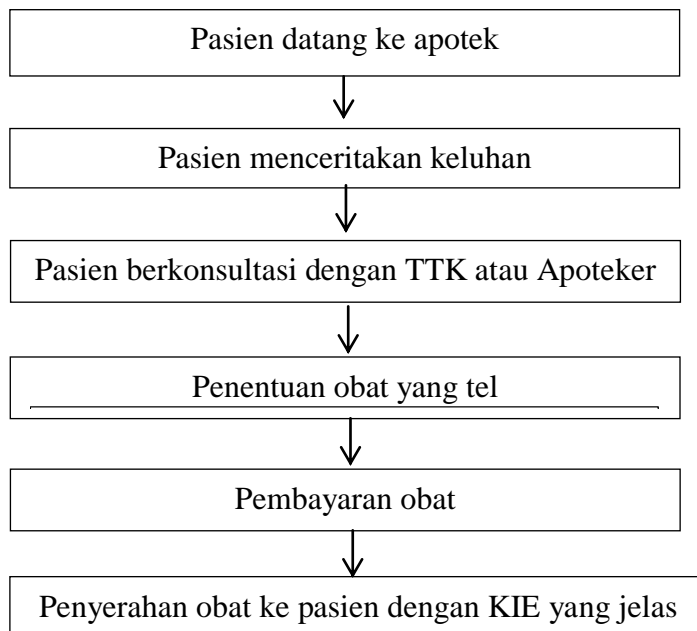 Pasien datang ke apotek
Pasien menceritakan keluhan
Pasien berkonsultasi dengan TTK atau Apoteker
Penentuan obat yang tel
Pembayaran obat
Penyerahan obat ke pasien dengan KIE yang jelas